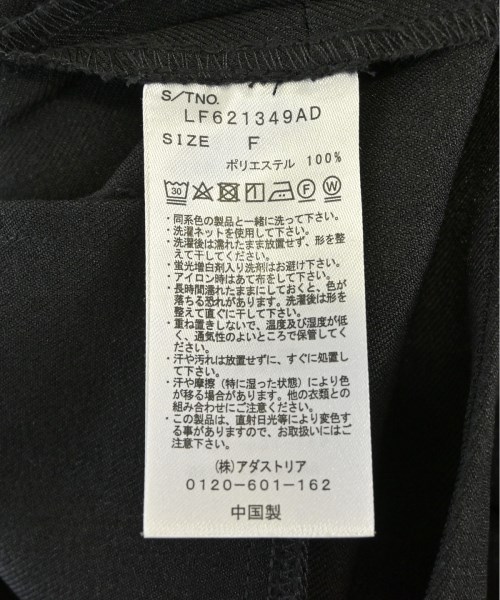 S/TNO.
LF621349AD
SIZE F
ポリエステル 100%
30 F W
・同系色の製品と一緒に洗って下さい。
・洗濯ネットを使用して下さい。
・洗濯後は濡れたまま放置せず、形を整
えて干してください。
・蛍光増白剤入り洗剤はお避け下さい。
・アイロン時はあて布をして下さい。
・長時間濡れたままにしておくと、色が
落ちる恐れがあります。洗濯後は形を
整えて直ぐに干して下さい。
・重ね置きしないで、温度及び湿度が低
く、通気性のよいところで保管してく
ださい。
・汗や汚れは放置せずに、すぐに処置し
て下さい。
・汗や摩擦（特に湿った状態）により色
が移る場合があります。他の衣類との
組み合わせにご注意ください。
・この製品は、直射日光等により変色す
る事がありますので、お取扱いにはご
注意下さい。
(株)アダストリア
0120-601-162
中国製